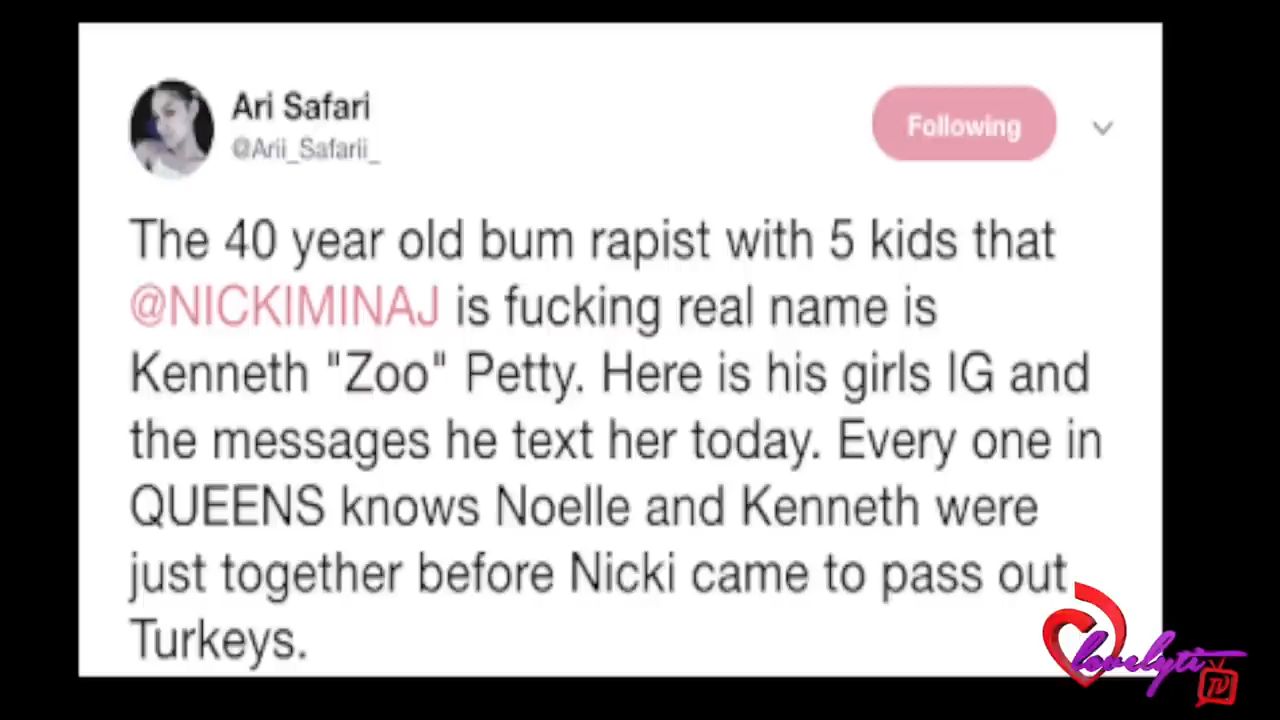 Ari Safari
@Arii_Safarii_
Following
The 40 year old bum rapist with 5 kids that
@NICKIMINAJ is fucking real name is
Kenneth "Zoo" Petty. Here is his girls IG and
the messages he text her today. Every one in
QUEENS knows Noelle and Kenneth were
just together before Nicki came to pass out
Turkeys.
lovelyti
TV